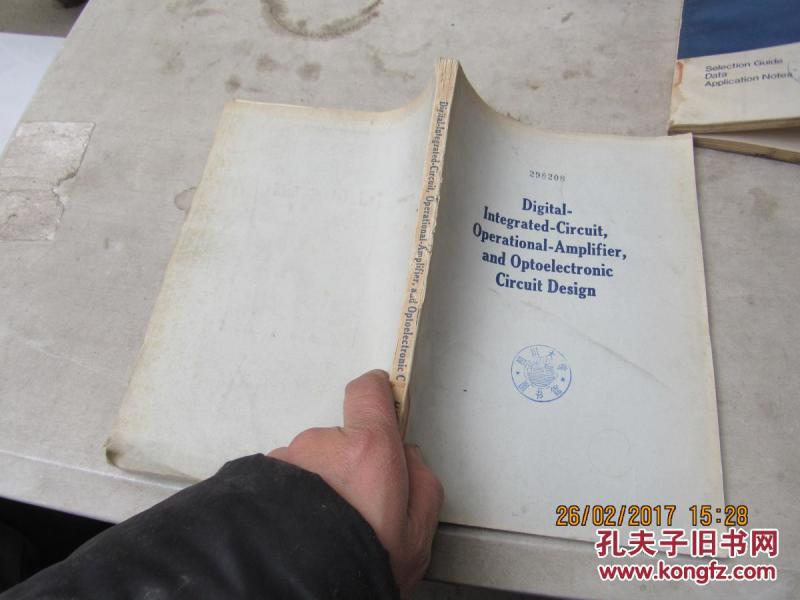 Selection Guide
Data
Application Notes
Digital-Integrated-Circuit, Operational-Amplifier, and Optoelectronic C
298208
Digital-
Integrated-Circuit,
Operational-Amplifier,
and Optoelectronic
Circuit Design
26/02/2017 15:28
孔夫子旧书网
www.kongfz.com